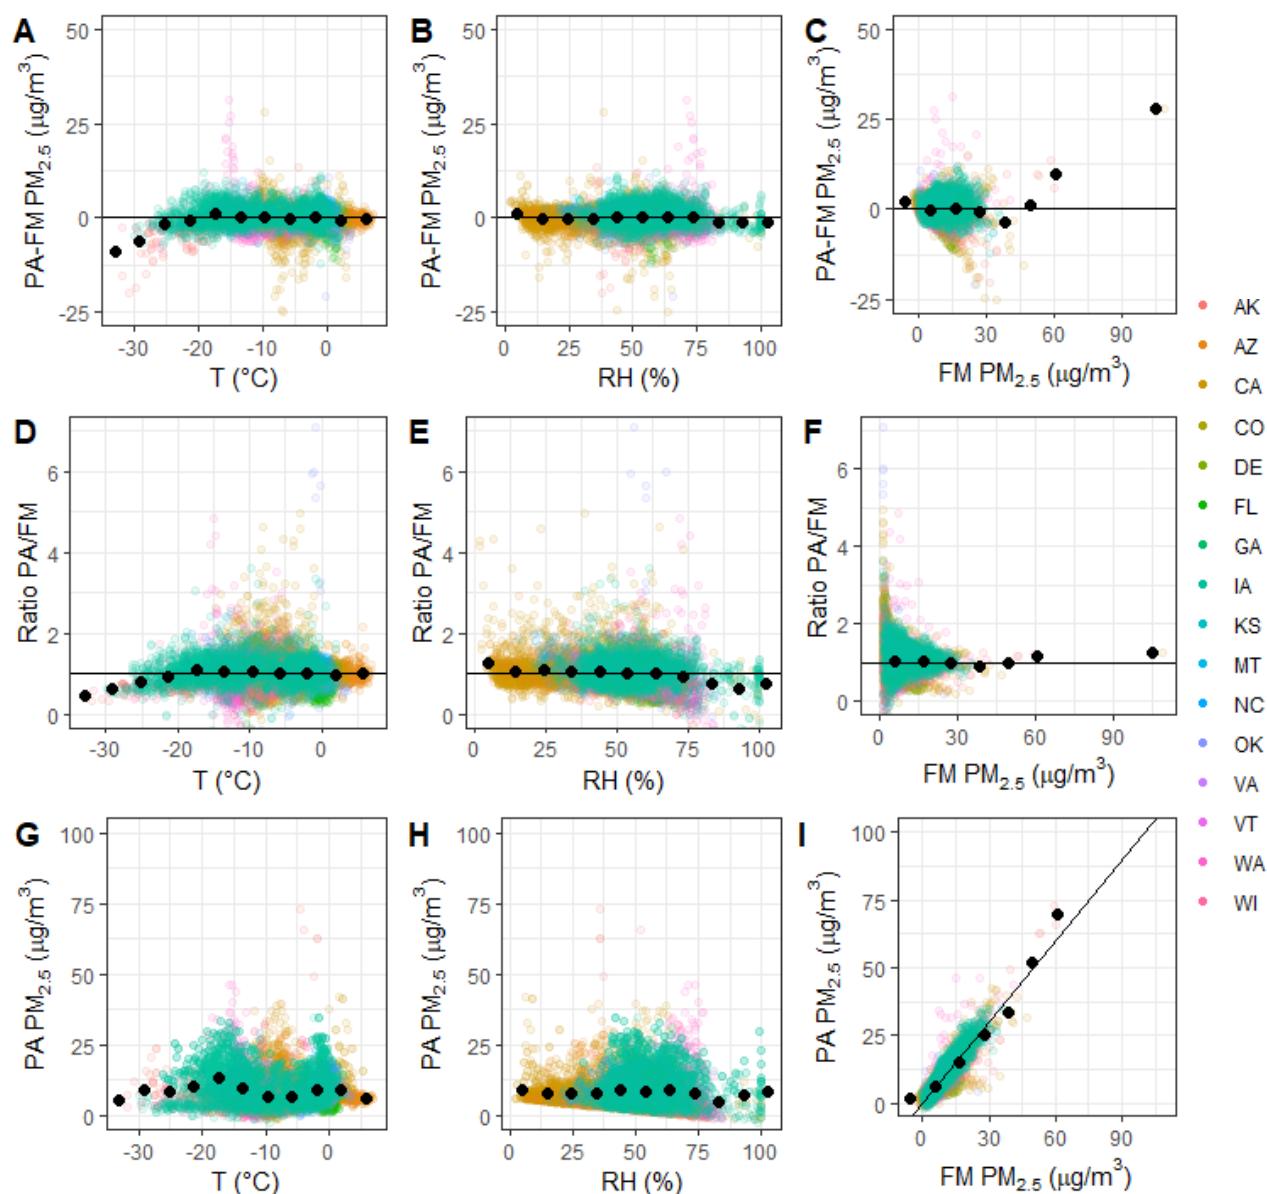 A
B
C
50
25
0
-25
PA-FM PM2.5 (µg/m³)
-30 -20 -10 0
T (°C)
50
25
0
-25
PA-FM PM2.5 (µg/m³)
0 25 50 75 100
RH (%)
50
25
0
-25
PA-FM PM2.5 (µg/m³)
0 30 60 90
FM PM2.5 (µg/m³)
D
E
F
6
4
2
0
Ratio PA/FM
-30 -20 -10 0
T (°C)
6
4
2
0
Ratio PA/FM
0 25 50 75 100
RH (%)
6
4
2
0
Ratio PA/FM
0 30 60 90
FM PM2.5 (µg/m³)
G
H
I
100
75
50
25
0
PA PM2.5 (µg/m³)
-30 -20 -10 0
T (°C)
100
75
50
25
0
PA PM2.5 (µg/m³)
0 25 50 75 100
RH (%)
100
75
50
25
0
PA PM2.5 (µg/m³)
0 30 60 90
FM PM2.5 (µg/m³)
AK
AZ
CA
CO
DE
FL
GA
IA
KS
MT
NC
OK
VA
VT
WA
WI